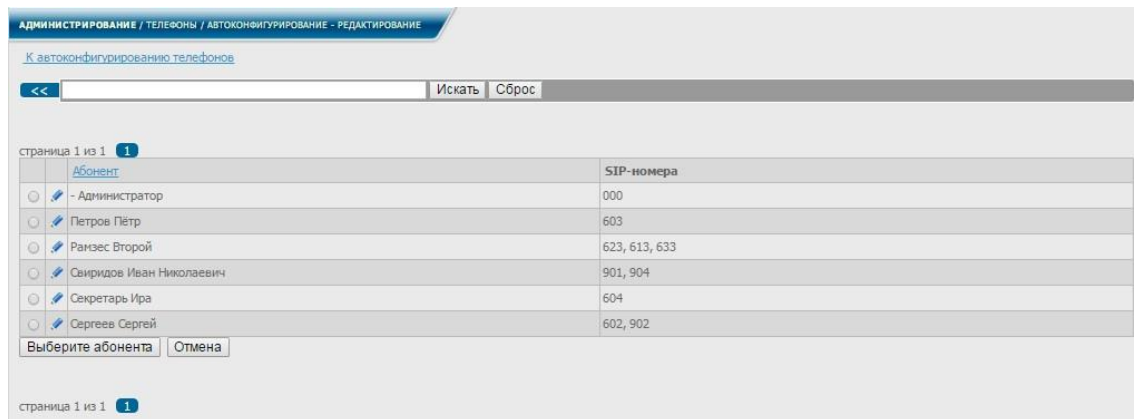 АДМИНИСТРИРОВАНИЕ / ТЕЛЕФОНЫ / АВТОКОНФИГУРИРОВАНИЕ - РЕДАКТИРОВАНИЕ
К автоконфигурированию телефонов
<< Искать Сброс
страница 1 из 1 1
Абонент SIP-номера
- Администратор 000
Петров Пётр 603
Рамзес Второй 623, 613, 633
Свиридов Иван Николаевич 901, 904
Секретарь Ира 604
Сергеев Сергей 602, 902
Выберите абонента Отмена
страница 1 из 1 1